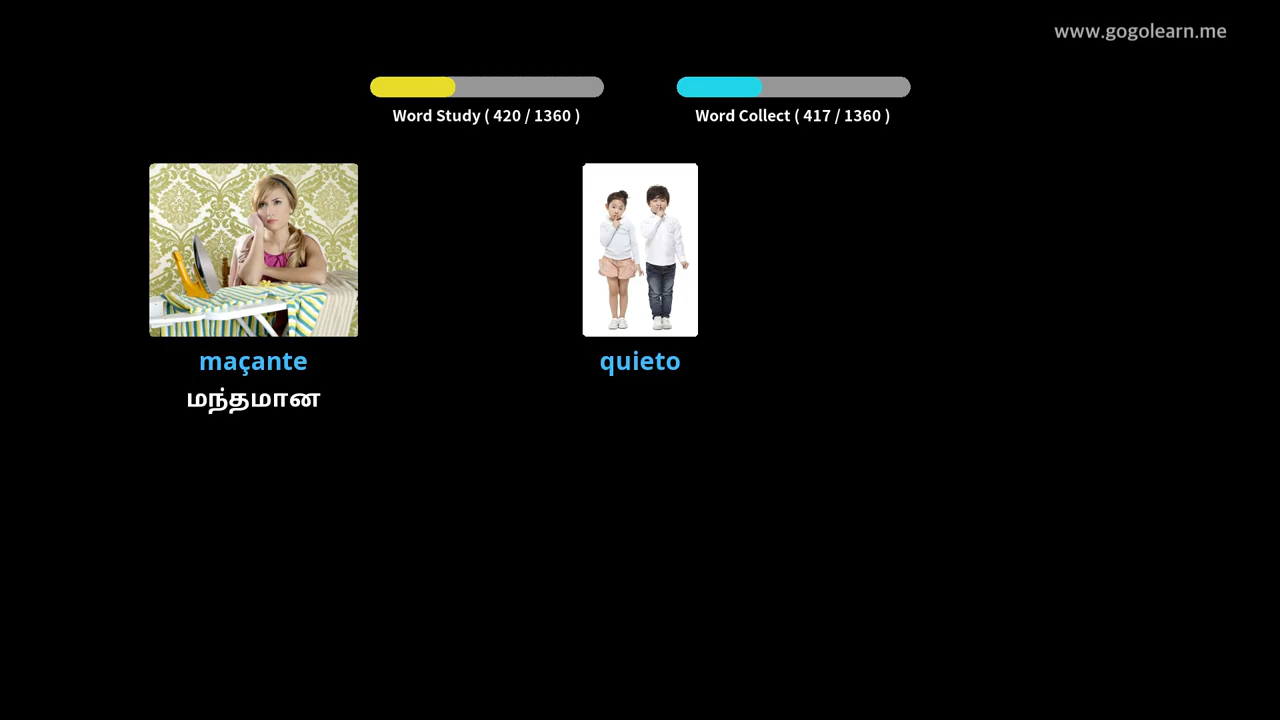 www.gogolearn.me
Word Study ( 420 / 1360 )
Word Collect ( 417 / 1360 )
maçante
மந்தமான
quieto